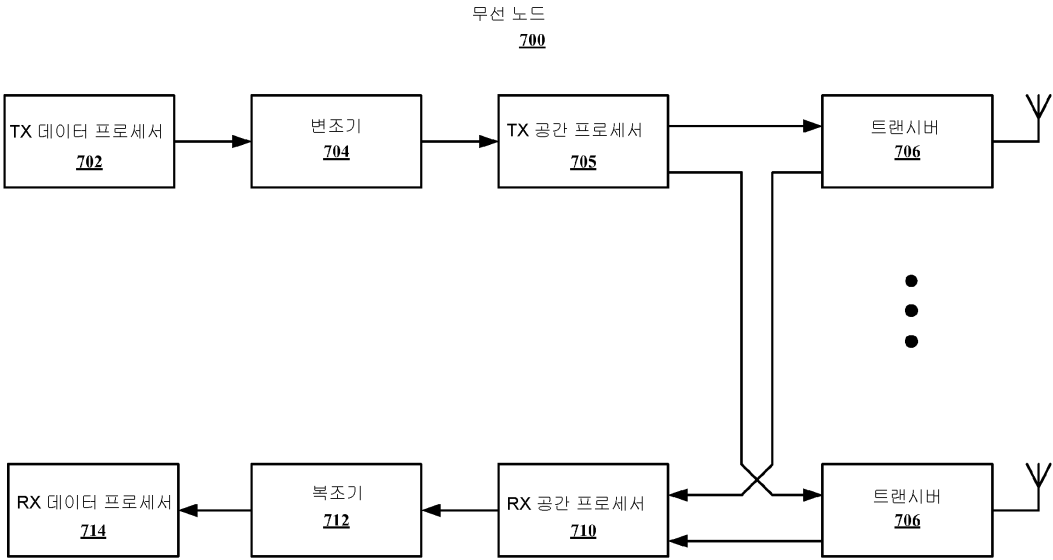 무선 노드
700
TX 데이터 프로세서
702
변조기
704
TX 공간 프로세서
705
트랜시버
706
RX 데이터 프로세서
714
복조기
712
RX 공간 프로세서
710
트랜시버
706